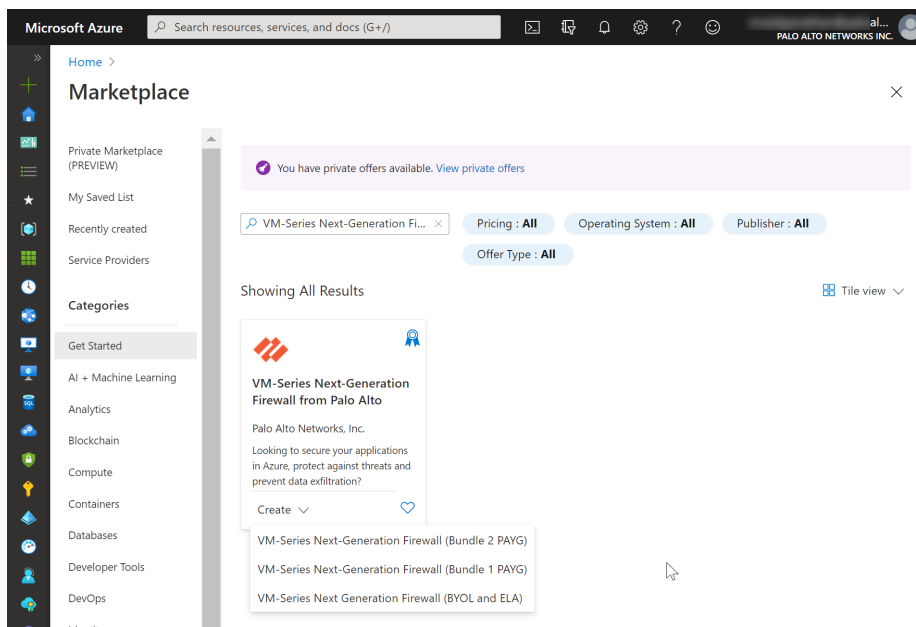 Microsoft Azure
Search resources, services, and docs (G+/)
al...
PALO ALTO NETWORKS INC.
Home >
Marketplace
Private Marketplace
(PREVIEW)
My Saved List
Recently created
Service Providers
Categories
Get Started
AI + Machine Learning
Analytics
Blockchain
Compute
Containers
Databases
Developer Tools
DevOps
You have private offers available. View private offers
VM-Series Next-Generation Fi...
Pricing : All
Operating System : All
Publisher : All
Offer Type : All
Showing All Results
Tile view
VM-Series Next-Generation
Firewall from Palo Alto
Palo Alto Networks, Inc.
Looking to secure your applications
in Azure, protect against threats and
prevent data exfiltration?
Create
VM-Series Next-Generation Firewall (Bundle 2 PAYG)
VM-Series Next-Generation Firewall (Bundle 1 PAYG)
VM-Series Next Generation Firewall (BYOL and ELA)
SQL